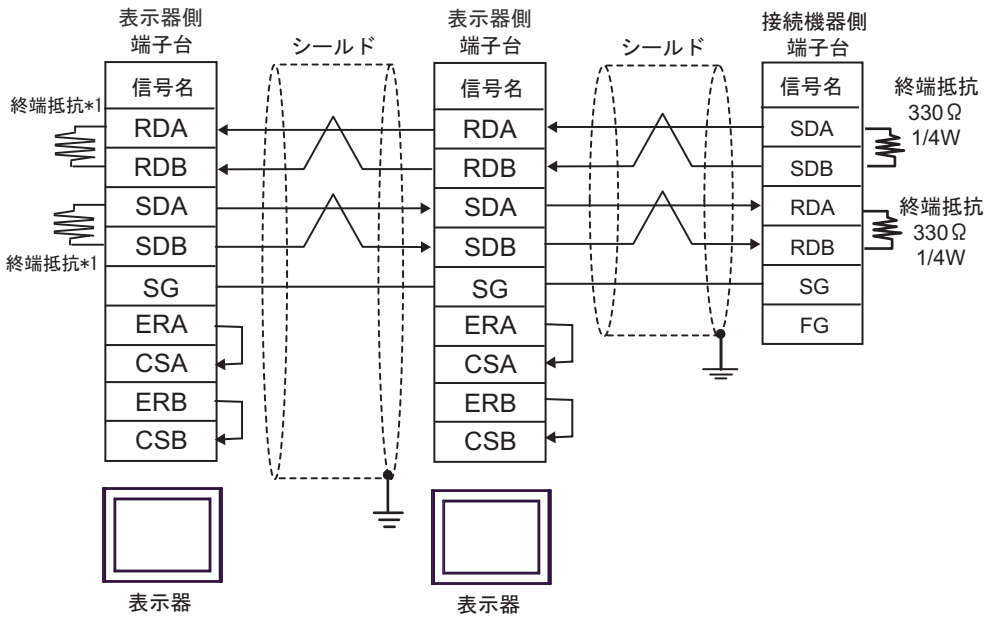 表示器側
端子台
信号名
RDA
RDB
SDA
SDB
SG
ERA
CSA
ERB
CSB
終端抵抗*1
終端抵抗*1
シールド
表示器
表示器側
端子台
信号名
RDA
RDB
SDA
SDB
SG
ERA
CSA
ERB
CSB
シールド
表示器
接続機器側
端子台
信号名
SDA
SDB
RDA
RDB
SG
FG
終端抵抗
330Ω
1/4W
終端抵抗
330Ω
1/4W